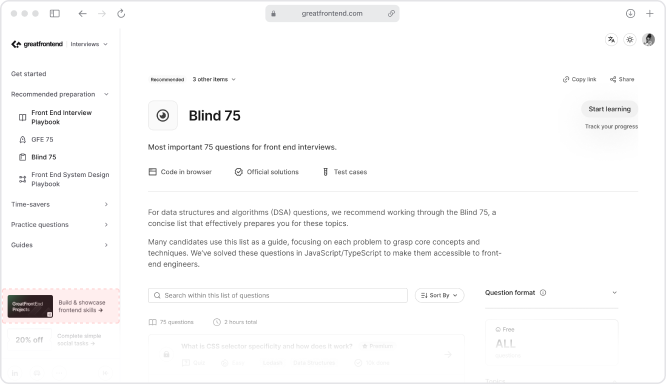 greatfrontend.com
greatfrontend
Interviews
Get started
Recommended preparation
Front End Interview
Playbook
GFE 75
Blind 75
Front End System Design
Playbook
Time-savers
Practice questions
Guides
GreatFrontEnd
Projects
Build & showcase
frontend skills →
20% off
Complete simple
social tasks →
Recommended
3 other items
Copy link
Share
Blind 75
Start learning
Track your progress
Most important 75 questions for front end interviews.
Code in browser
Official solutions
Test cases
For data structures and algorithms (DSA) questions, we recommend working through the Blind 75, a
concise list that effectively prepares you for these topics.
Many candidates use this list as a guide, focusing on each problem to grasp core concepts and
techniques. We've solved these questions in JavaScript/TypeScript to make them accessible to front-
end engineers.
Search within this list of questions
Sort By
Question format
75 questions
2 hours total
What is CSS selector specificity and how does it work?
Premium
Free
ALL